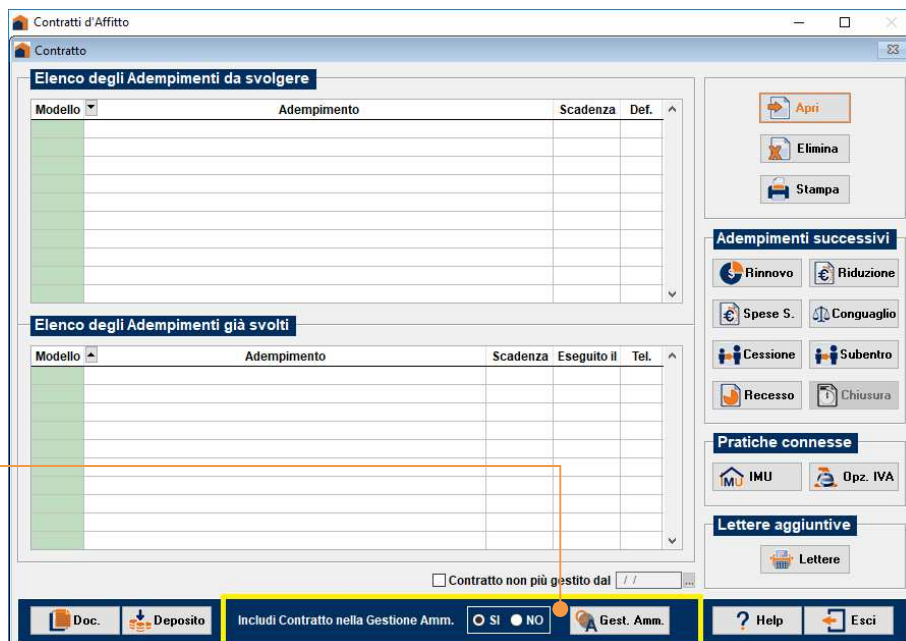 Contratti d'Affitto
Contratto
Elenco degli Adempimenti da svolgere
Modello Adempimento Scadenza Def.
Elenco degli Adempimenti già svolti
Modello Adempimento Scadenza Eseguito il Tel.
Contratto non più gestito dal / / ...
Apri
Elimina
Stampa
Adempimenti successivi
Rinnovo Riduzione
Spese S. Conguaglio
Cessione Subentro
Recesso Chiusura
Pratiche connesse
IMU IMU Opz. IVA
Lettere aggiuntive
Lettere
Doc. Deposito Includi Contratto nella Gestione Amm. SI NO Gest. Amm. ? Help Esci